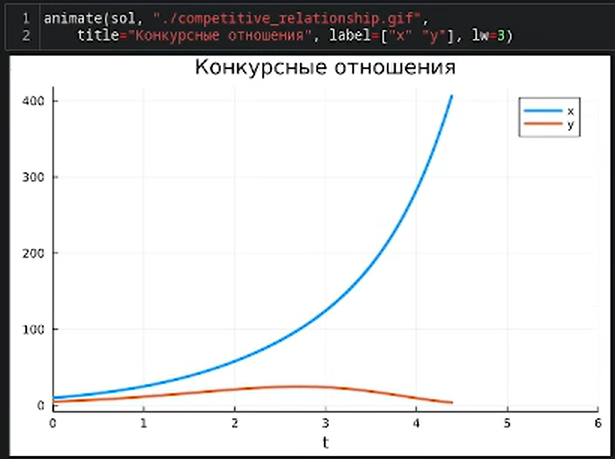 1 animate(sol, "./competitive_relationship.gif",
2 title="Конкурсные отношения", label=["x" "y"], lw=3)
Конкурсные отношения
400
x
y
300
200
100
0
0 1 2 3 4 5 6
t